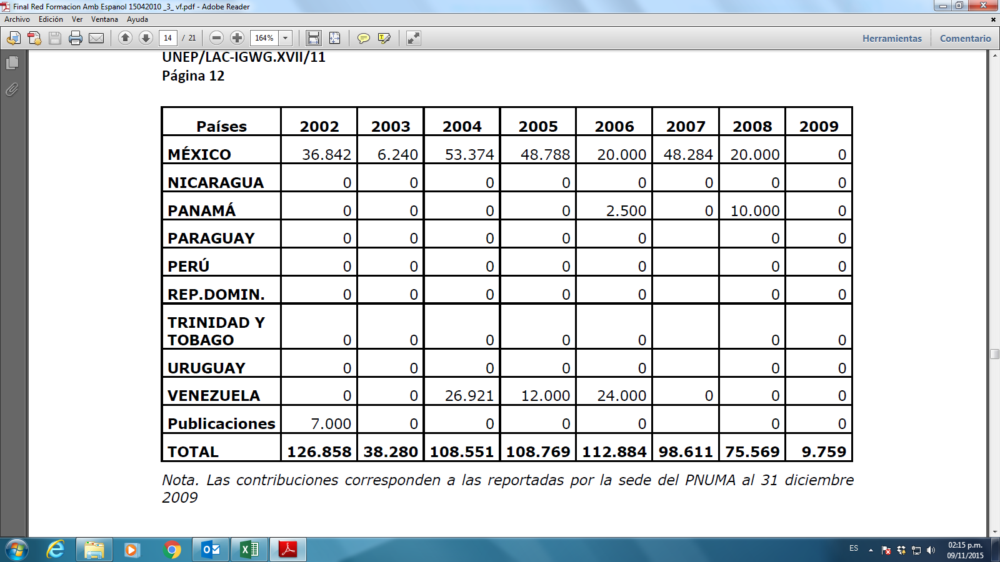 Final Red Formacion Amb Espanol 15042010 _3_ vf.pdf - Adobe Reader
Archivo Edición Ver Ventana Ayuda
14 / 21 164% Herramientas Comentario
UNEP/LAC-IGWG.XVII/11
Página 12
Países 2002 2003 2004 2005 2006 2007 2008 2009
MÉXICO 36.842 6.240 53.374 48.788 20.000 48.284 20.000 0
NICARAGUA 0 0 0 0 0 0 0 0
PANAMÁ 0 0 0 0 2.500 0 10.000 0
PARAGUAY 0 0 0 0 0 0 0
PERÚ 0 0 0 0 0 0 0
REP.DOMIN. 0 0 0 0 0 0 0
TRINIDAD Y
TOBAGO 0 0 0 0 0 0 0
URUGUAY 0 0 0 0 0 0 0
VENEZUELA 0 0 26.921 12.000 24.000 0 0 0
Publicaciones 7.000 0 0 0 0 0 0
TOTAL 126.858 38.280 108.551 108.769 112.884 98.611 75.569 9.759
Nota. Las contribuciones corresponden a las reportadas por la sede del PNUMA al 31 diciembre
2009
ES 02:15 p.m.
09/11/2015